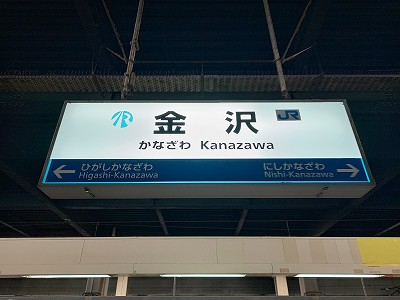 金沢
JR
かなざわ Kanazawa
← ひがしかなざわ にしかなざわ →
Higashi-Kanazawa Nishi-Kanazawa